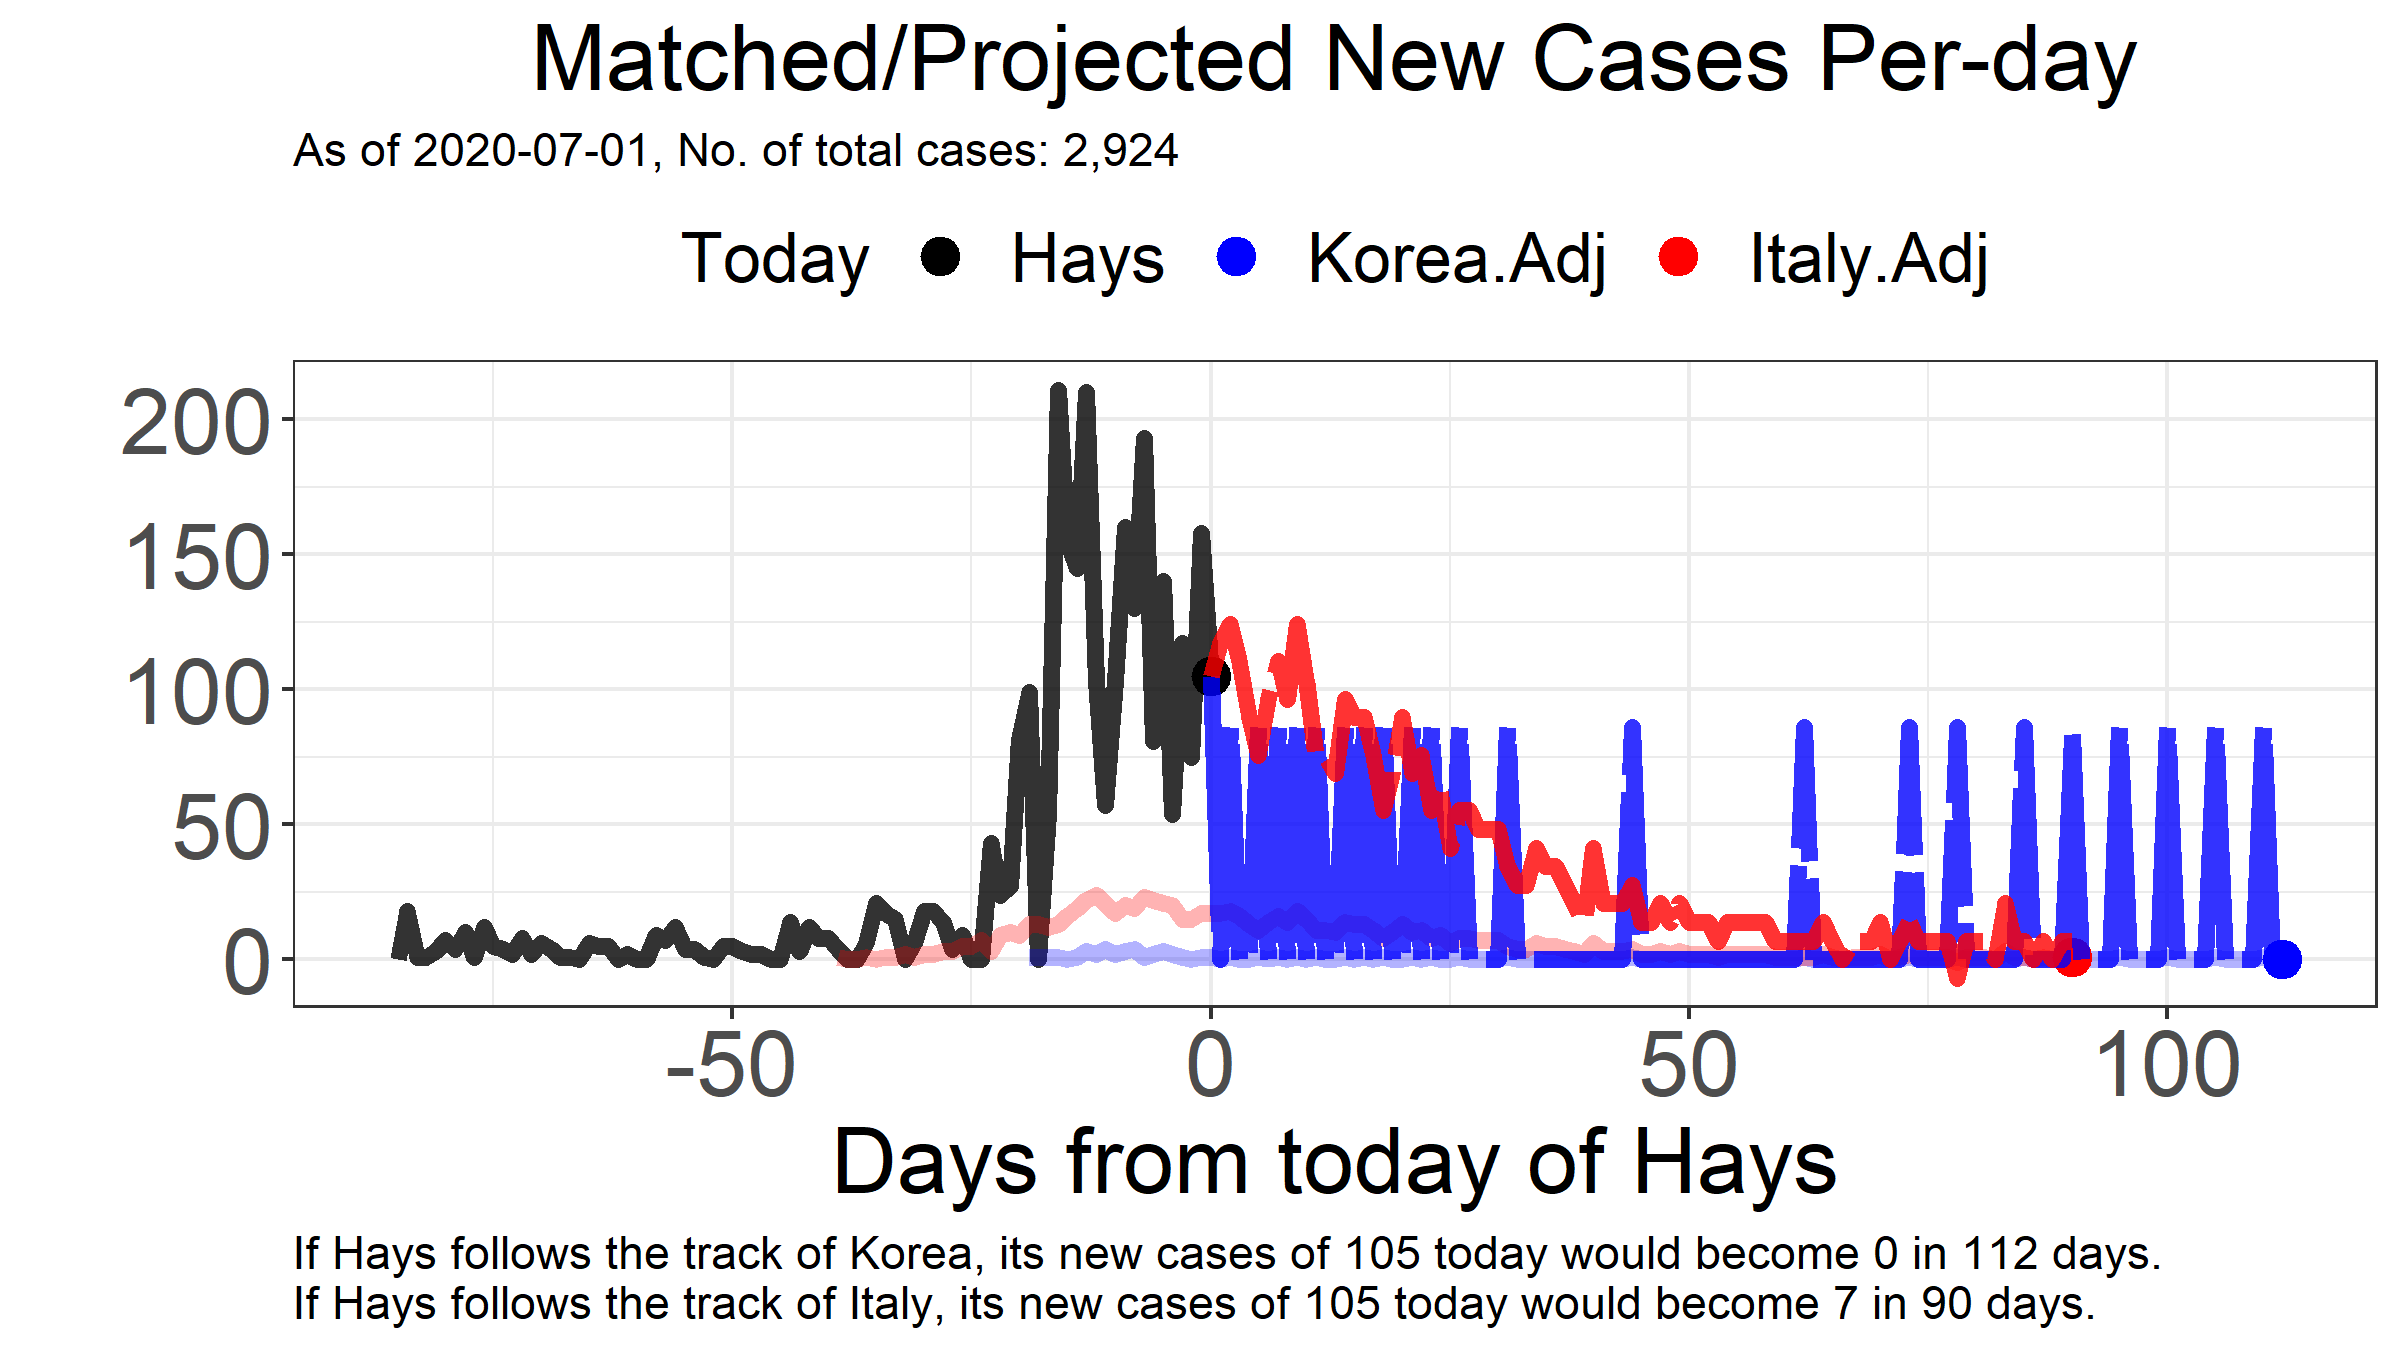 Matched/Projected New Cases Per-day
As of 2020-07-01, No. of total cases: 2,924
Today Hays Korea.Adj Italy.Adj
200
150
100
50
0
-50 0 50 100
Days from today of Hays
If Hays follows the track of Korea, its new cases of 105 today would become 0 in 112 days.
If Hays follows the track of Italy, its new cases of 105 today would become 7 in 90 days.